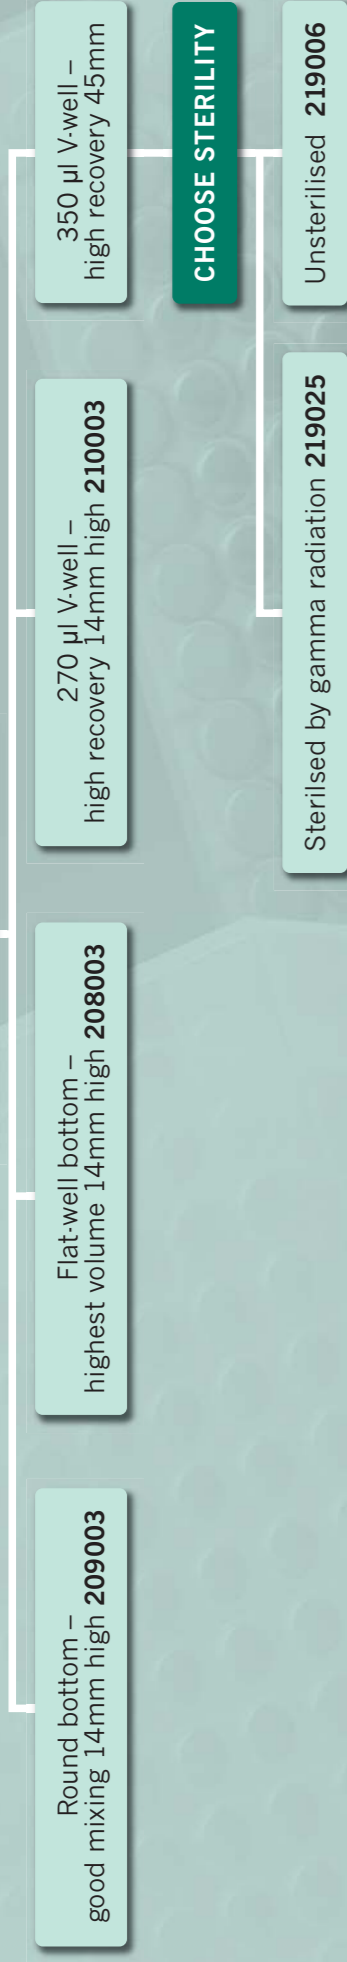 Round bottom –
good mixing 14mm high 209003
Flat-well bottom –
highest volume 14mm high 208003
270 µl V-well –
high recovery 14mm high 210003
350 µl V-well –
high recovery 45mm
CHOOSE STERILITY
Sterilsed by gamma radiation 219025
Unsterilised 219006